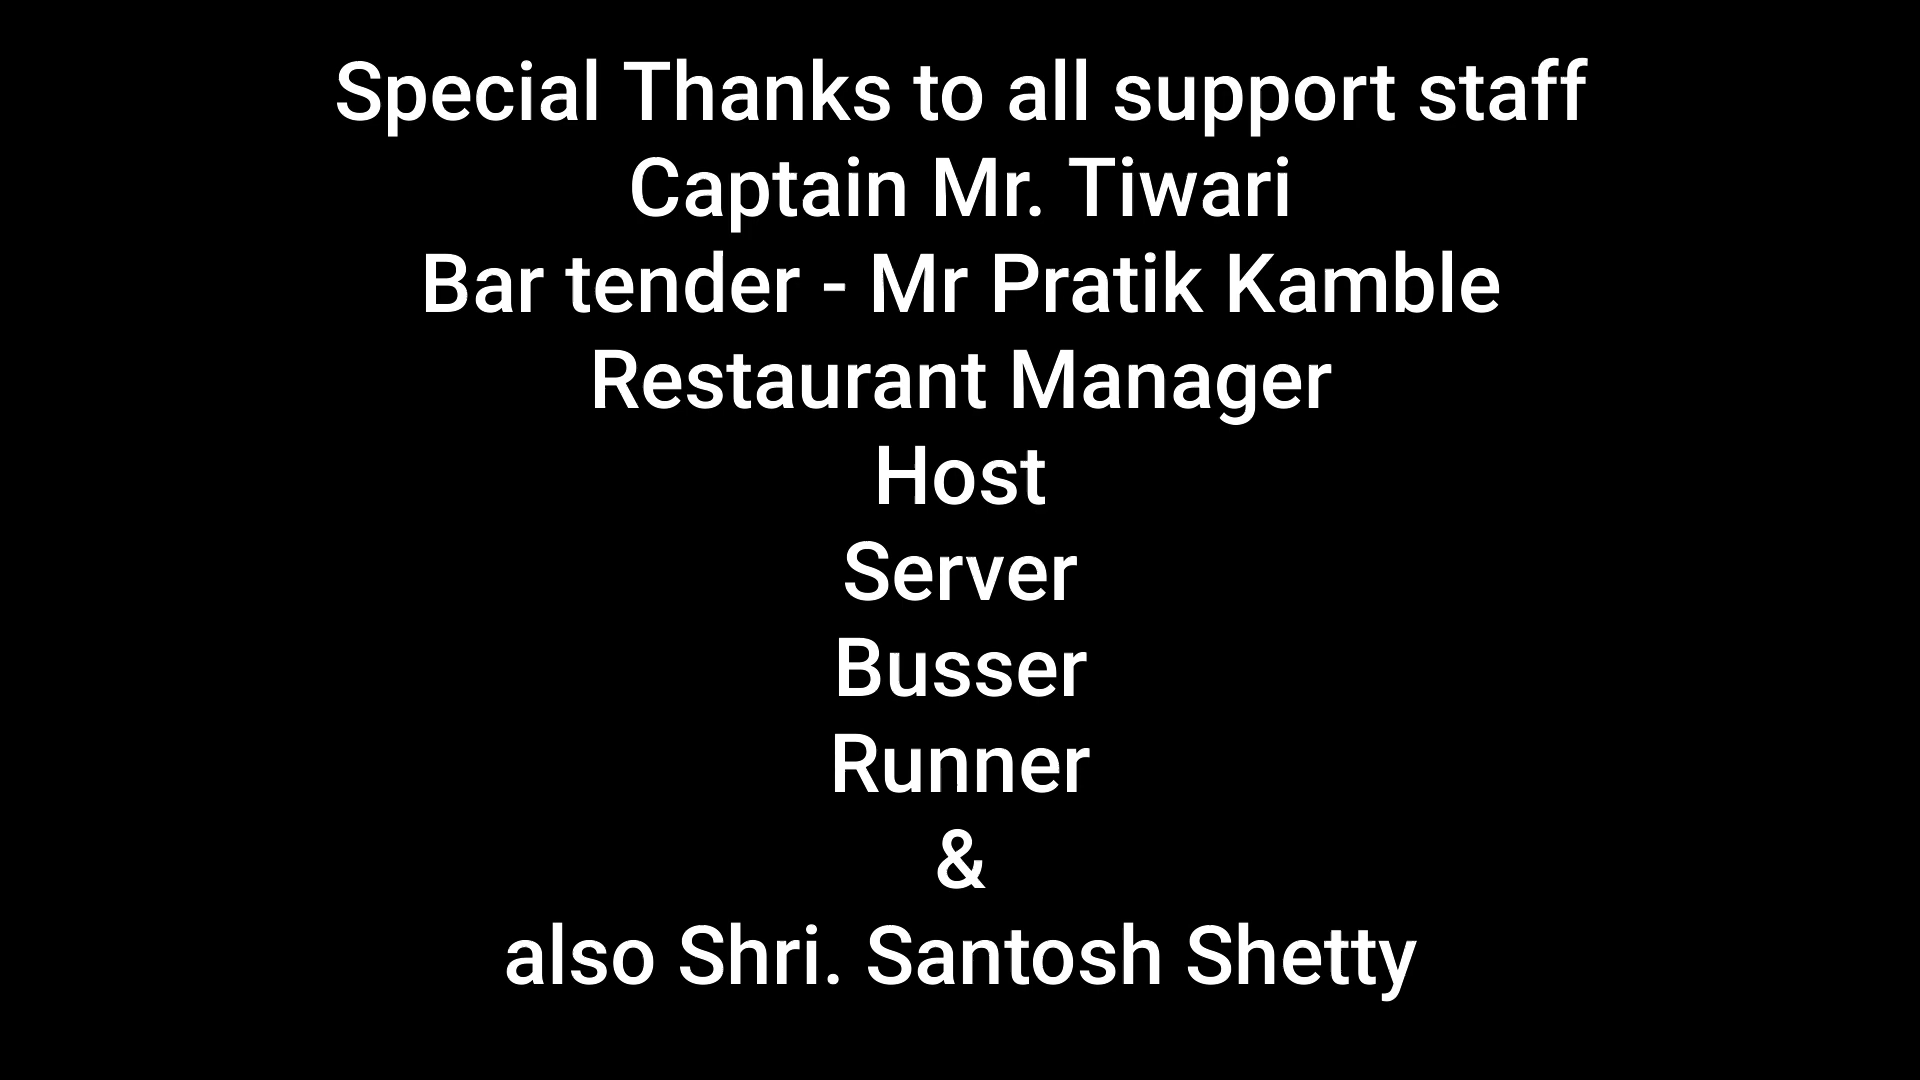 Special Thanks to all support staff
Captain Mr. Tiwari
Bar tender - Mr Pratik Kamble
Restaurant Manager
Host
Server
Busser
Runner
&
also Shri. Santosh Shetty